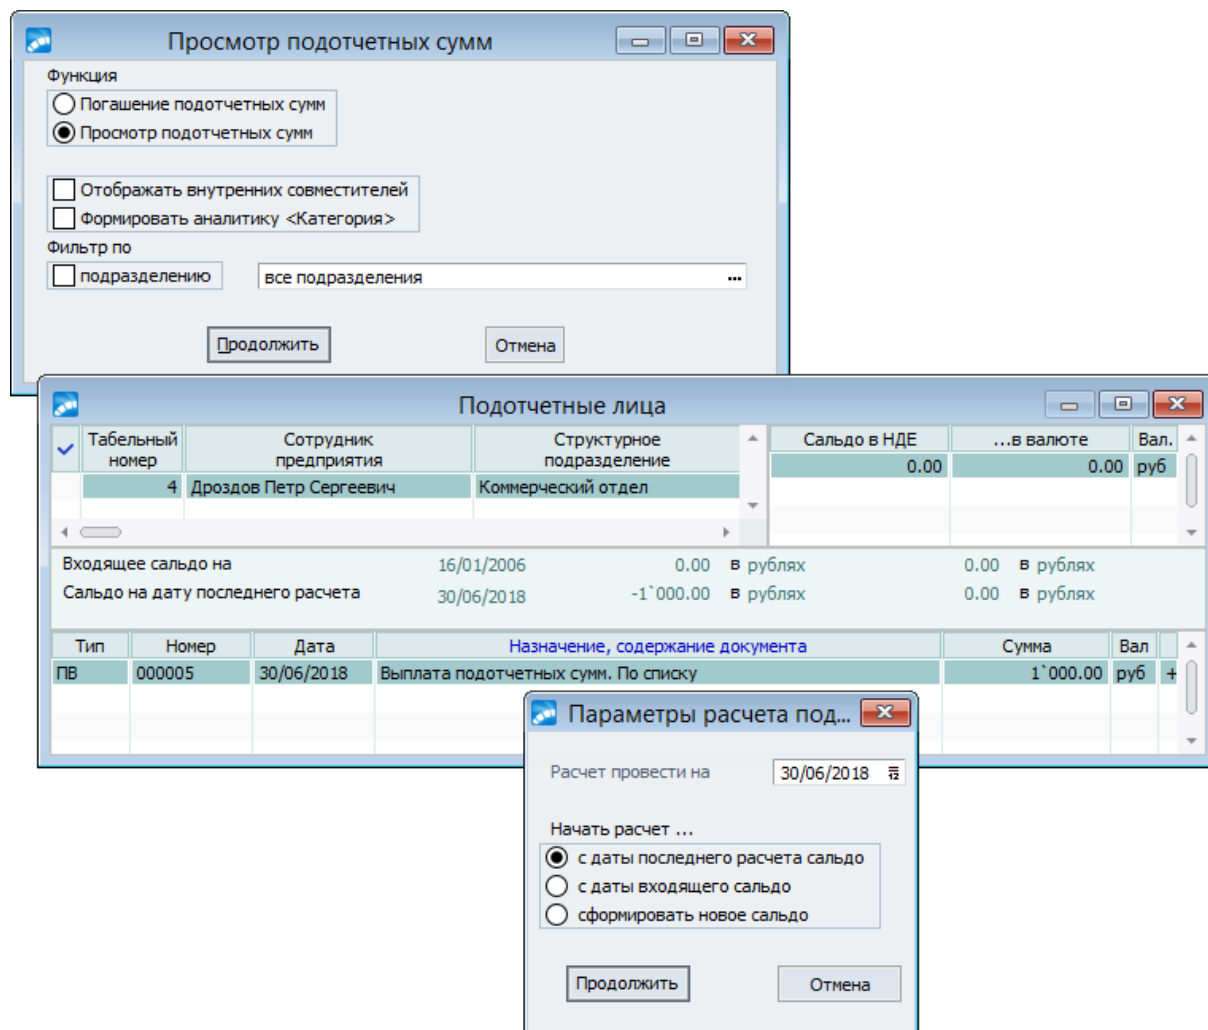 Просмотр подотчетных сумм
Функция
Погашение подотчетных сумм
Просмотр подотчетных сумм
Отображать внутренних совместителей
Формировать аналитику <Категория>
Фильтр по
подразделению все подразделения ...
Продолжить Отмена
Подотчетные лица
Табельный номер Сотрудник предприятия Структурное подразделение Сальдо в НДЕ ...в валюте Вал.
0.00 0.00 руб
4 Дроздов Петр Сергеевич Коммерческий отдел
Входящее сальдо на 16/01/2006 0.00 в рублях 0.00 в рублях
Сальдо на дату последнего расчета 30/06/2018 -1`000.00 в рублях 0.00 в рублях
Тип Номер Дата Назначение, содержание документа Сумма Вал
ПВ 000005 30/06/2018 Выплата подотчетных сумм. По списку 1`000.00 руб +
Параметры расчета под...
Расчет провести на 30/06/2018 12
Начать расчет ...
с даты последнего расчета сальдо
с даты входящего сальдо
сформировать новое сальдо
Продолжить Отмена